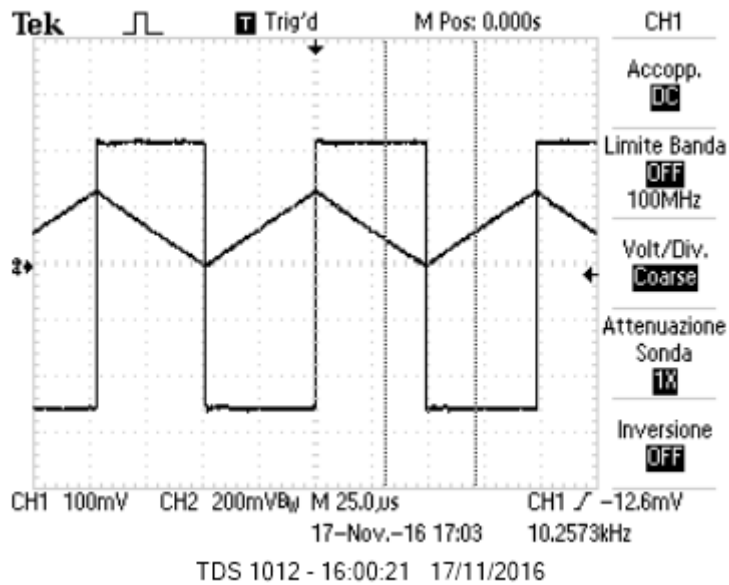 Tek T Trig'd M Pos: 0.000s CH1
Accopp.
DC
Limite Banda
OFF
100MHz
Volt/Div.
Coarse
Attenuazione
Sonda
1X
Inversione
OFF
CH1 100mV CH2 200mVBW M 25.0µs CH1 / -12.6mV
17-Nov.-16 17:03 10.2573kHz
TDS 1012 - 16:00:21 17/11/2016